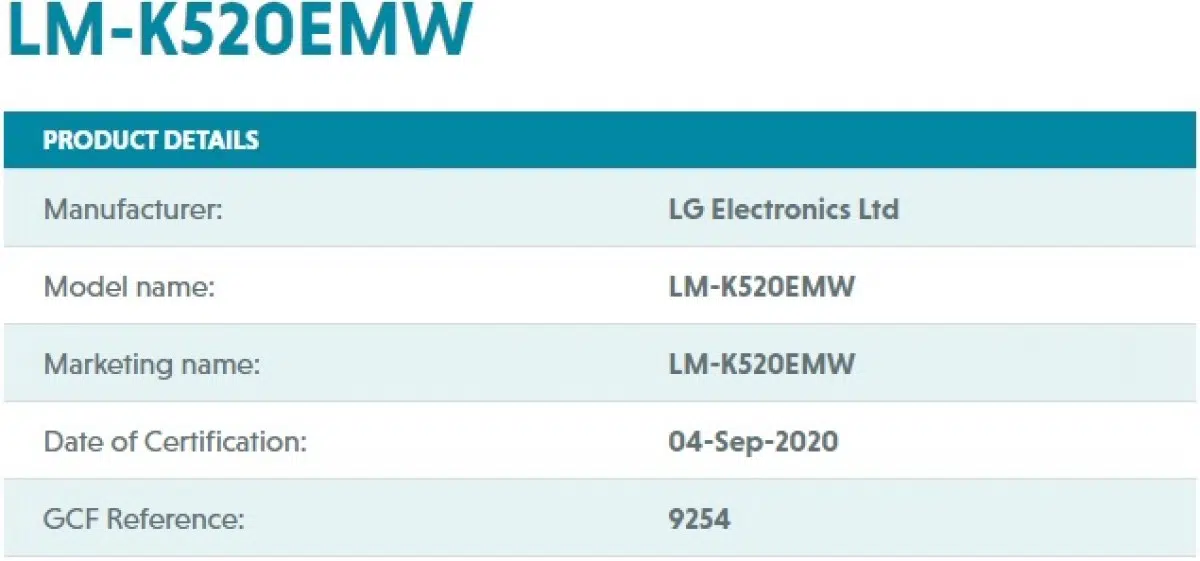 LM-K520EMW
PRODUCT DETAILS
Manufacturer: LG Electronics Ltd
Model name: LM-K520EMW
Marketing name: LM-K520EMW
Date of Certification: 04-Sep-2020
GCF Reference: 9254